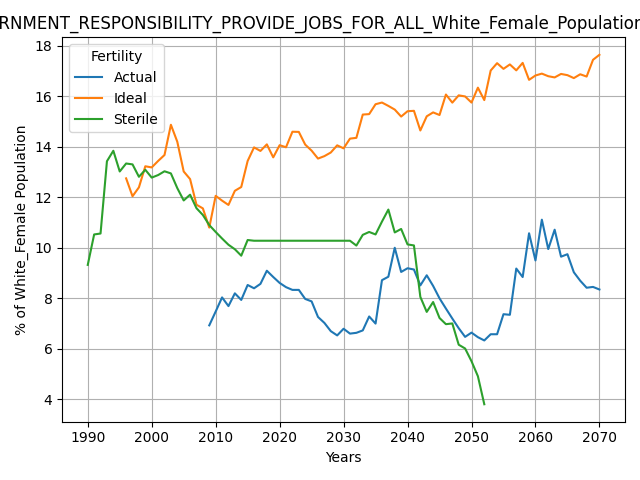 RNMENT_RESPONSIBILITY_PROVIDE_JOBS_FOR_ALL_White_Female_Population
Fertility
Actual
Ideal
Sterile
% of White_Female Population
18
16
14
12
10
8
6
4
1990 2000 2010 2020 2030 2040 2050 2060 2070
Years